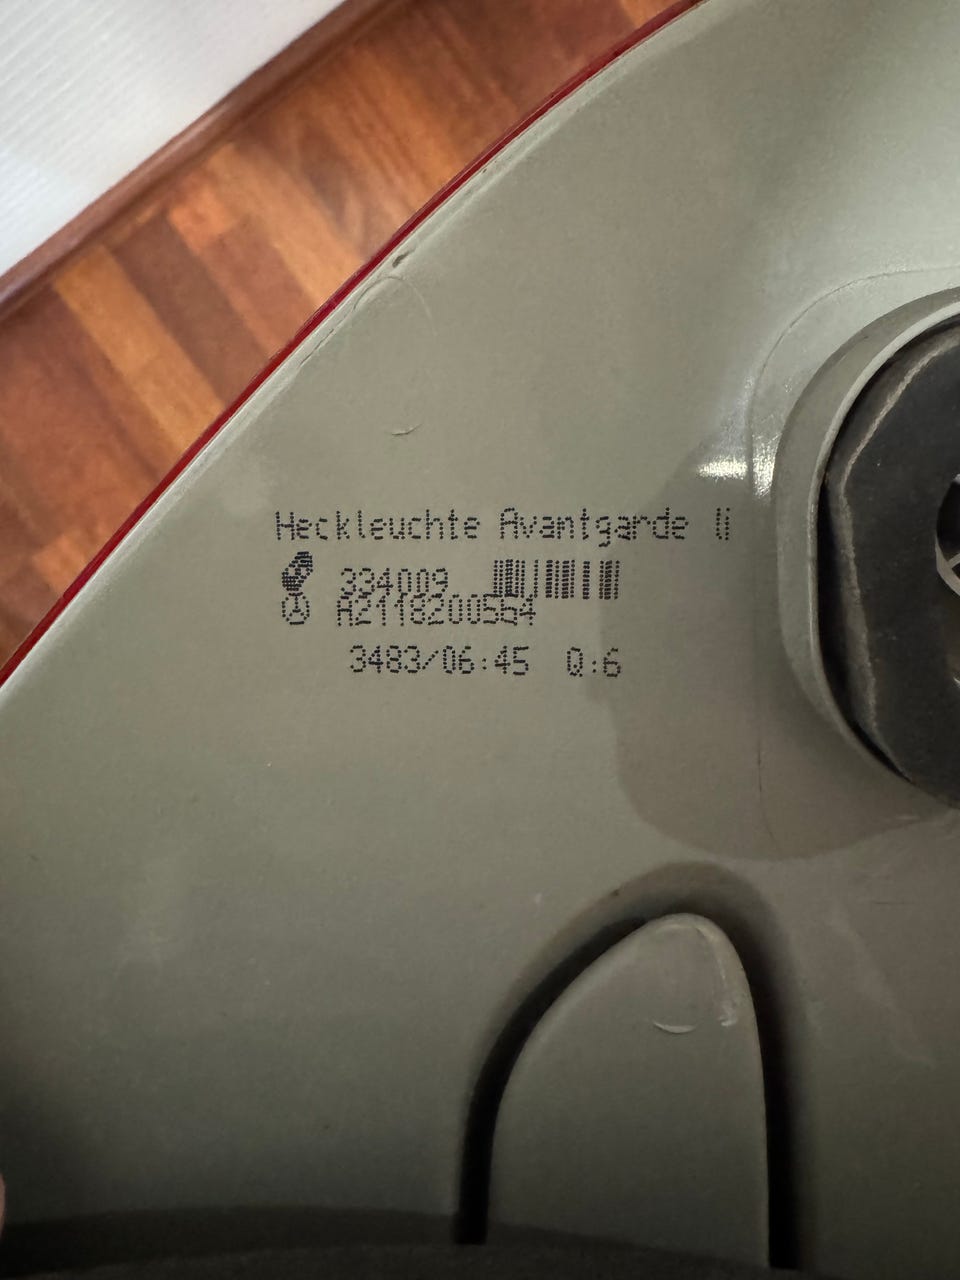 Heckleuchte Avantgarde li
334009
A2118200564
3483/06:45 Q:6